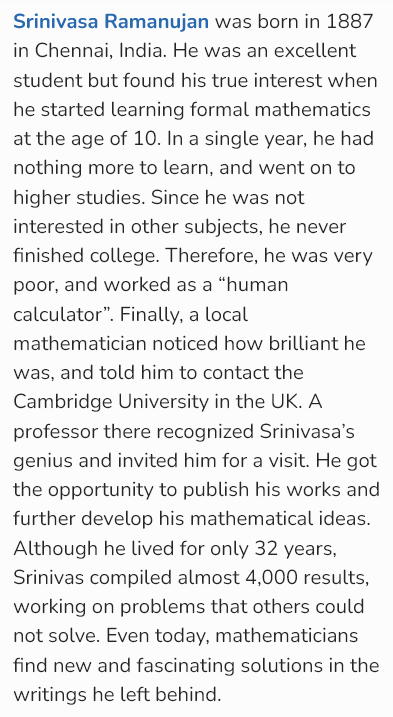 Srinivasa Ramanujan was born in 1887
in Chennai, India. He was an excellent
student but found his true interest when
he started learning formal mathematics
at the age of 10. In a single year, he had
nothing more to learn, and went on to
higher studies. Since he was not
interested in other subjects, he never
finished college. Therefore, he was very
poor, and worked as a “human
calculator”. Finally, a local
mathematician noticed how brilliant he
was, and told him to contact the
Cambridge University in the UK. A
professor there recognized Srinivasa’s
genius and invited him for a visit. He got
the opportunity to publish his works and
further develop his mathematical ideas.
Although he lived for only 32 years,
Srinivas compiled almost 4,000 results,
working on problems that others could
not solve. Even today, mathematicians
find new and fascinating solutions in the
writings he left behind.